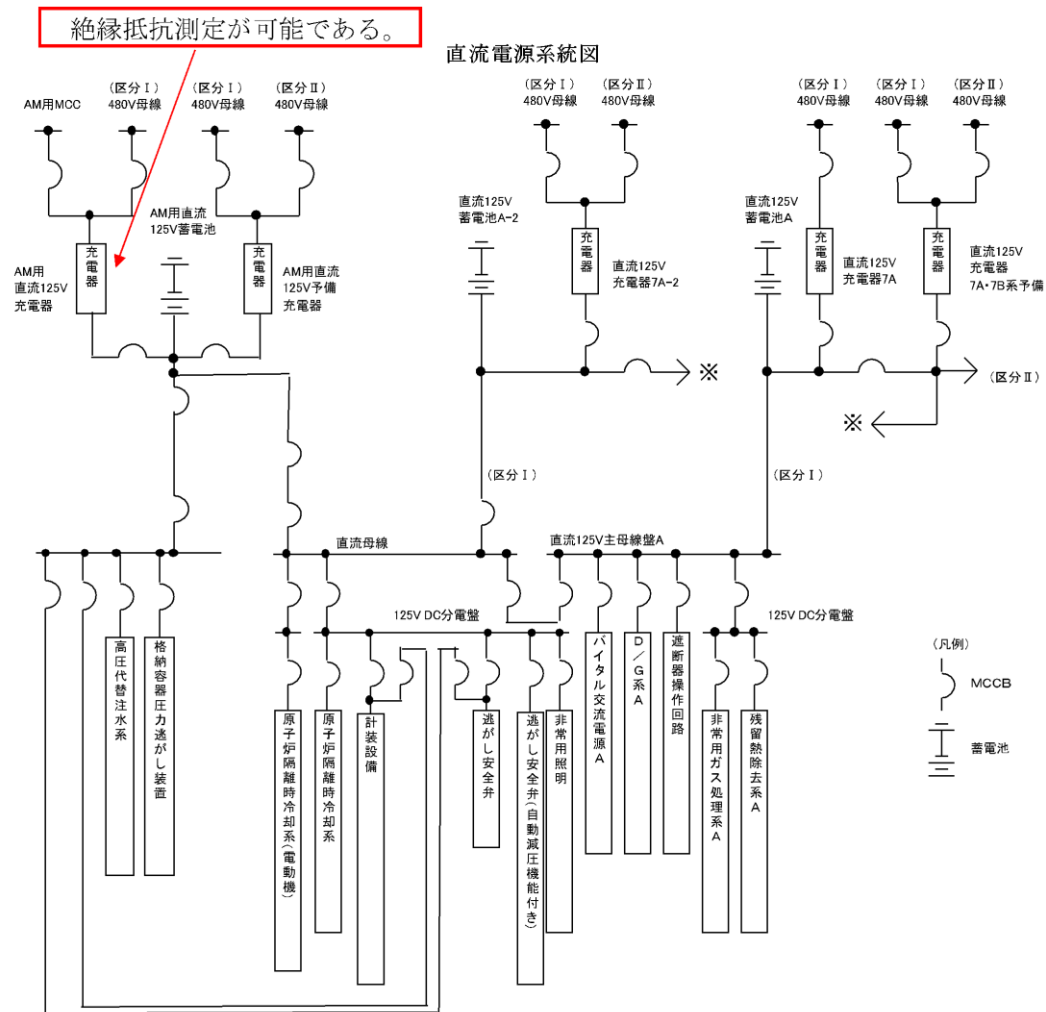 絶縁抵抗測定が可能である。
直流電源系統図
AM用MCC
(区分Ⅰ)
480V母線
(区分Ⅰ)
480V母線
(区分Ⅱ)
480V母線
(区分Ⅰ)
480V母線
(区分Ⅱ)
480V母線
(区分Ⅰ)
480V母線
(区分Ⅰ)
480V母線
(区分Ⅱ)
480V母線
AM用
直流125V
充電器
充電器
AM用直流
125V蓄電池
充電器
AM用直流
125V予備
充電器
直流125V
蓄電池A-2
充電器
直流125V
充電器7A-2
直流125V
蓄電池A
充電器
直流125V
充電器7A
充電器
直流125V
充電器
7A・7B系予備
※
(区分Ⅱ)
※
(区分Ⅰ)
(区分Ⅰ)
直流母線
直流125V主母線盤A
125V DC分電盤
125V DC分電盤
高圧代替注水系
格納容器圧力逃がし装置
原子炉隔離時冷却系(電動機)
原子炉隔離時冷却系
計装設備
逃がし安全弁
逃がし安全弁(自動減圧機能付き)
非常用照明
バイタル交流電源A
D/G系A
遮断器操作回路
非常用ガス処理系A
残留熱除去系A
(凡例)
MCCB
蓄電池